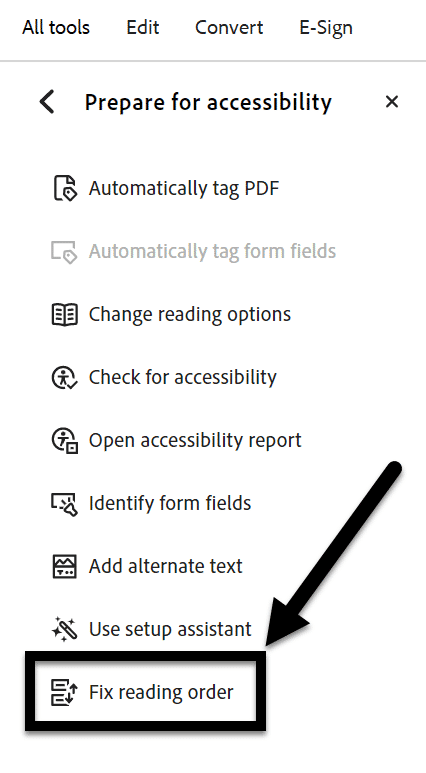 All tools Edit Convert E-Sign
Prepare for accessibility
Automatically tag PDF
Automatically tag form fields
Change reading options
Check for accessibility
Open accessibility report
Identify form fields
Add alternate text
Use setup assistant
Fix reading order